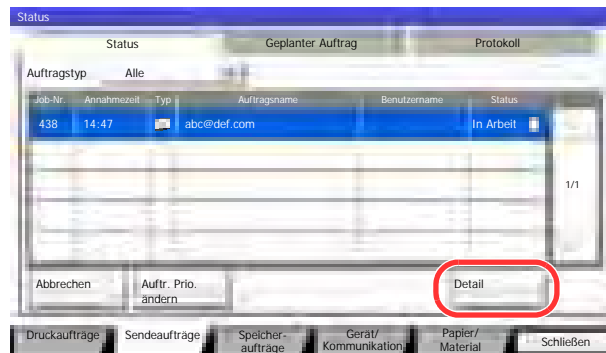 Status
Status Geplanter Auftrag Protokoll
Auftragstyp Alle
Job-Nr. Annahmezeit Typ Auftragsname Benutzername Status
438 14:47 abc@def.com In Arbeit
1/1
Abbrechen Auftr. Prio. Detail
ändern
Druckaufträge Sendeaufträge Speicher- Gerät/ Papier/ Schließen
aufträge Kommunikation Material